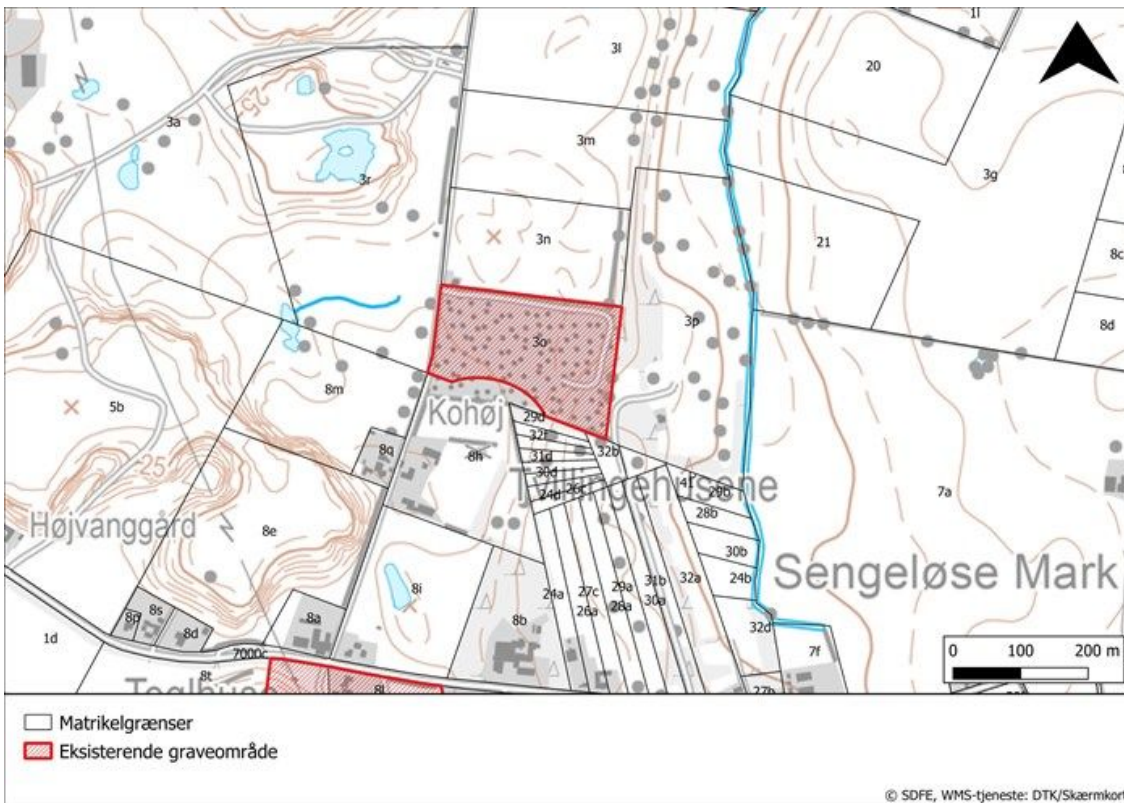 1l
3l
20
25
3a
3m
3g
3r
3n
21
8c
3o
3p
8d
8m
5b
Kohøj
29d
32f
8q
8h
31d
32b
30d
25
24d
26c
Tyllingehusene
41
29b
7a
28b
Højvanggård
8e
30b
Sengeløse Mark
8i
24a
27c
29a
31b
32a
24b
26a
28a
30a
8p
8s
8d
8a
8b
32d
1d
7000c
7f
0 100 200 m
8t
8l
27b
Matrikelgrænser
Eksisterende graveområde
© SDFE, WMS-tjeneste: DTK/Skærmkort